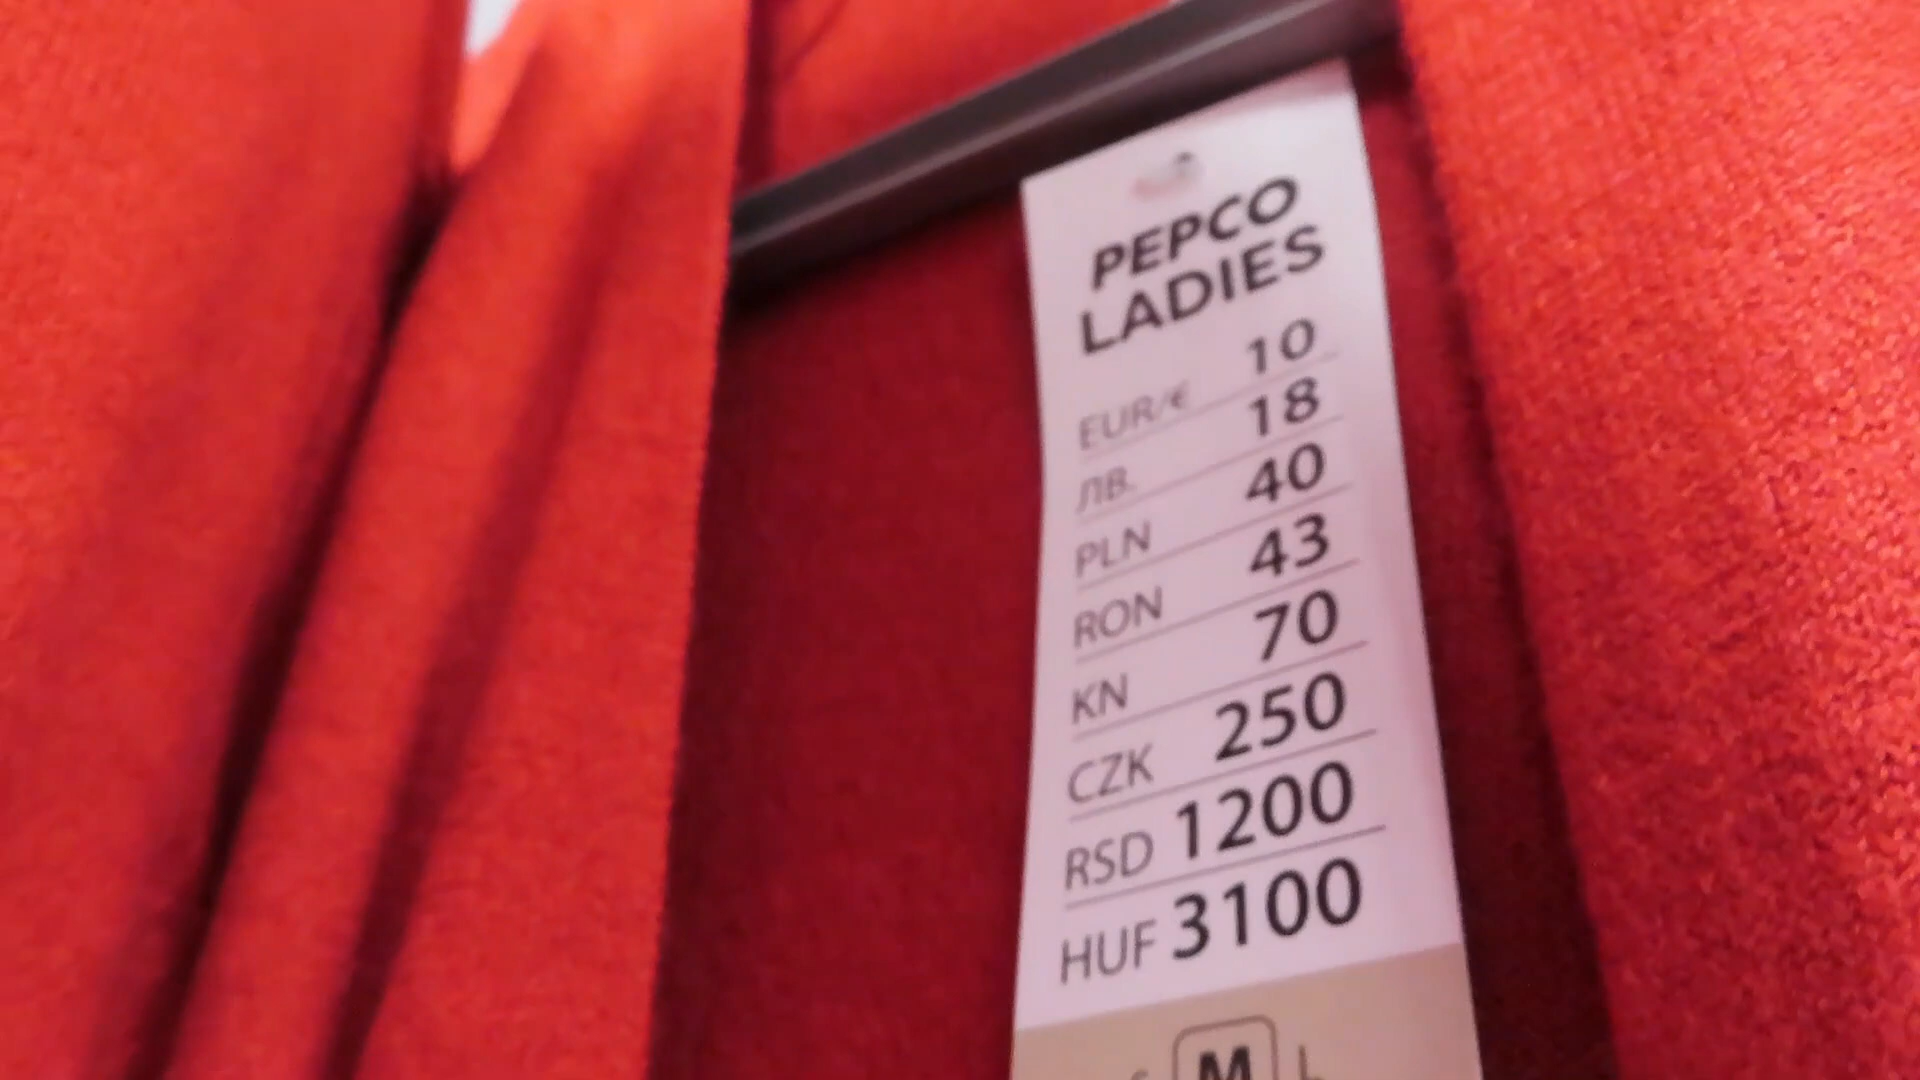 PEPCO
LADIES
EUR/€ 10
ЛВ. 18
PLN 40
RON 43
KN 70
CZK 250
RSD 1200
HUF 3100
S M L